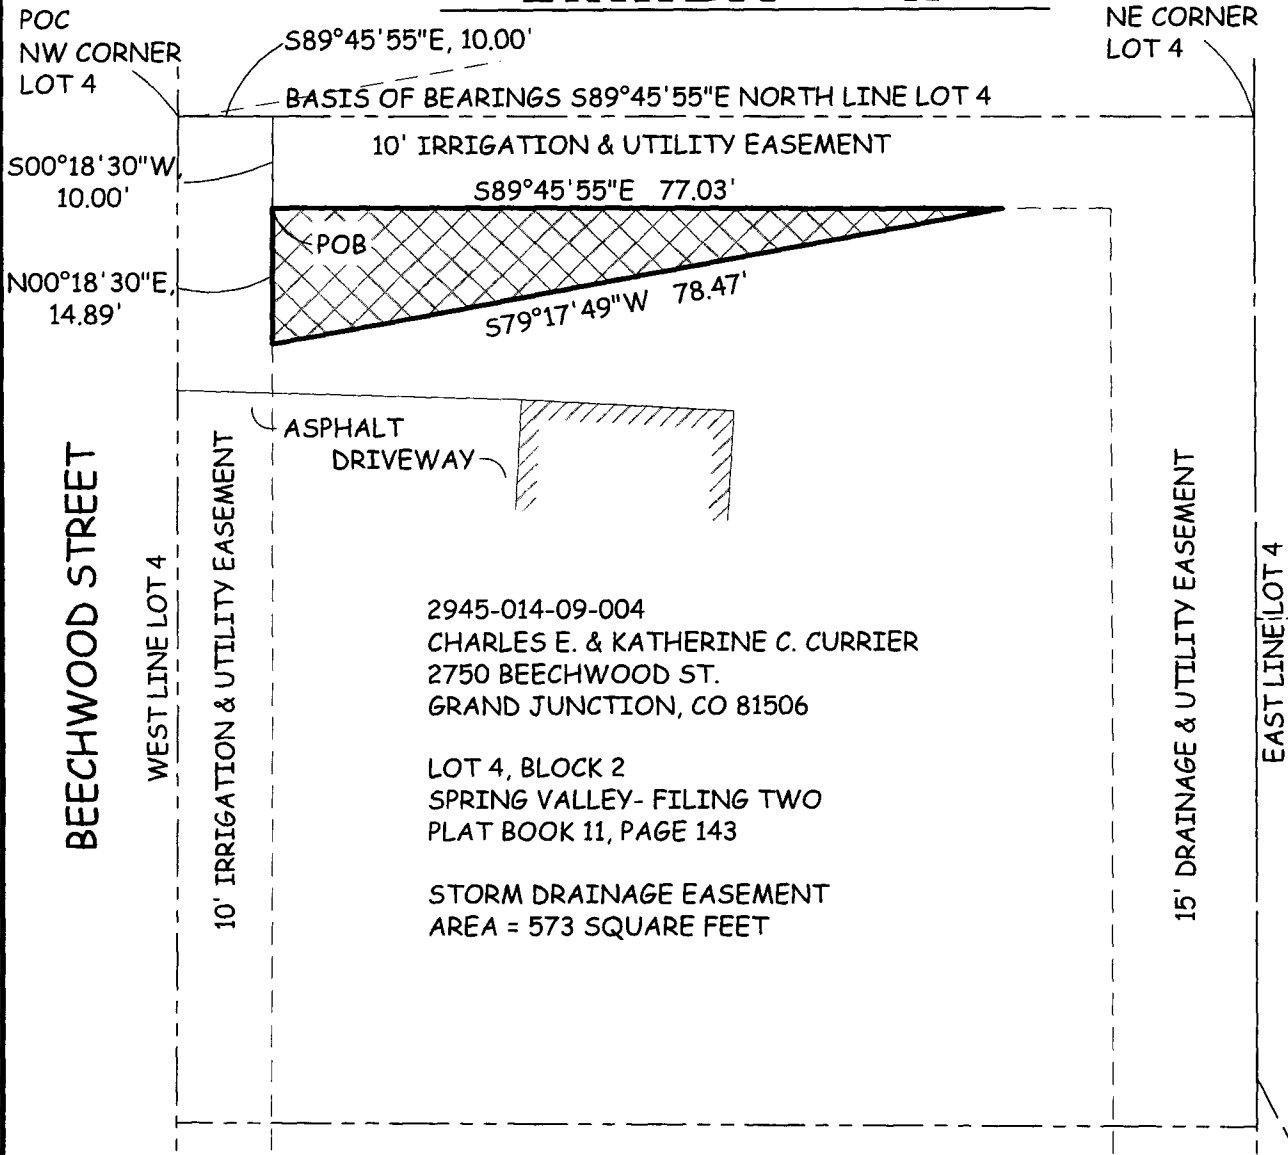 POC
NW CORNER
LOT 4
S89°45'55"E, 10.00'
NE CORNER
LOT 4
BASIS OF BEARINGS S89°45'55"E NORTH LINE LOT 4
10' IRRIGATION & UTILITY EASEMENT
S00°18'30"W,
10.00'
S89°45'55"E 77.03'
POB
N00°18'30"E,
14.89'
S79°17'49"W 78.47'
ASPHALT
DRIVEWAY
BEECHWOOD STREET
WEST LINE LOT 4
10' IRRIGATION & UTILITY EASEMENT
2945-014-09-004
CHARLES E. & KATHERINE C. CURRIER
2750 BEECHWOOD ST.
GRAND JUNCTION, CO 81506
LOT 4, BLOCK 2
SPRING VALLEY- FILING TWO
PLAT BOOK 11, PAGE 143
STORM DRAINAGE EASEMENT
AREA = 573 SQUARE FEET
15' DRAINAGE & UTILITY EASEMENT
EAST LINE LOT 4